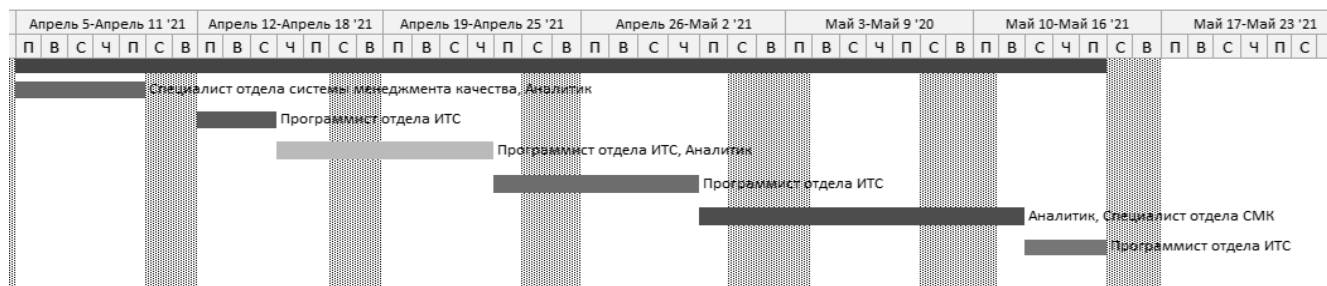 Апрель 5-Апрель 11 '21 Апрель 12-Апрель 18 '21 Апрель 19-Апрель 25 '21 Апрель 26-Май 2 '21 Май 3-Май 9 '20 Май 10-Май 16 '21 Май 17-Май 23 '21
П В С Ч П С В П В С Ч П С В П В С Ч П С В П В С Ч П С В П В С Ч П С В П В С Ч П С В П В С Ч П С
Специалист отдела системы менеджмента качества, Аналитик
Программист отдела ИТС
Программист отдела ИТС, Аналитик
Программист отдела ИТС
Аналитик, Специалист отдела СМК
Программист отдела ИТС